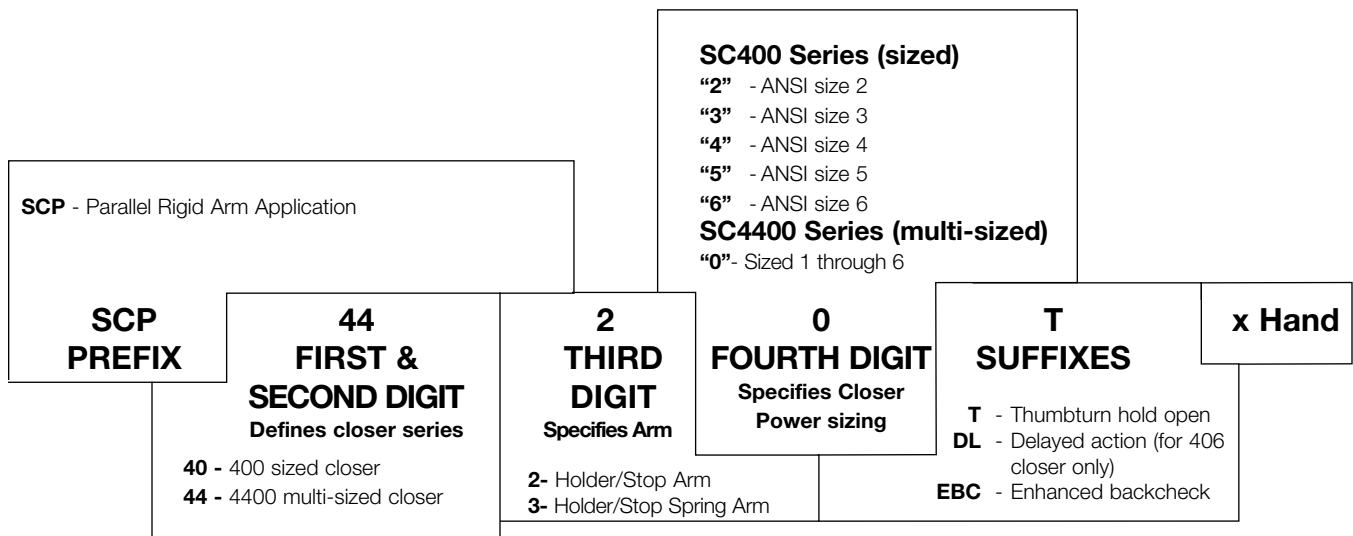 SC400 Series (sized)
“2” - ANSI size 2
“3” - ANSI size 3
“4” - ANSI size 4
“5” - ANSI size 5
“6” - ANSI size 6
SC4400 Series (multi-sized)
“0”- Sized 1 through 6
SCP - Parallel Rigid Arm Application
SCP
PREFIX
44
FIRST &
SECOND DIGIT
Defines closer series
40 - 400 sized closer
44 - 4400 multi-sized closer
2
THIRD
DIGIT
Specifies Arm
2- Holder/Stop Arm
3- Holder/Stop Spring Arm
0
FOURTH DIGIT
Specifies Closer
Power sizing
T
SUFFIXES
T - Thumbturn hold open
DL - Delayed action (for 406
closer only)
EBC - Enhanced backcheck
x Hand